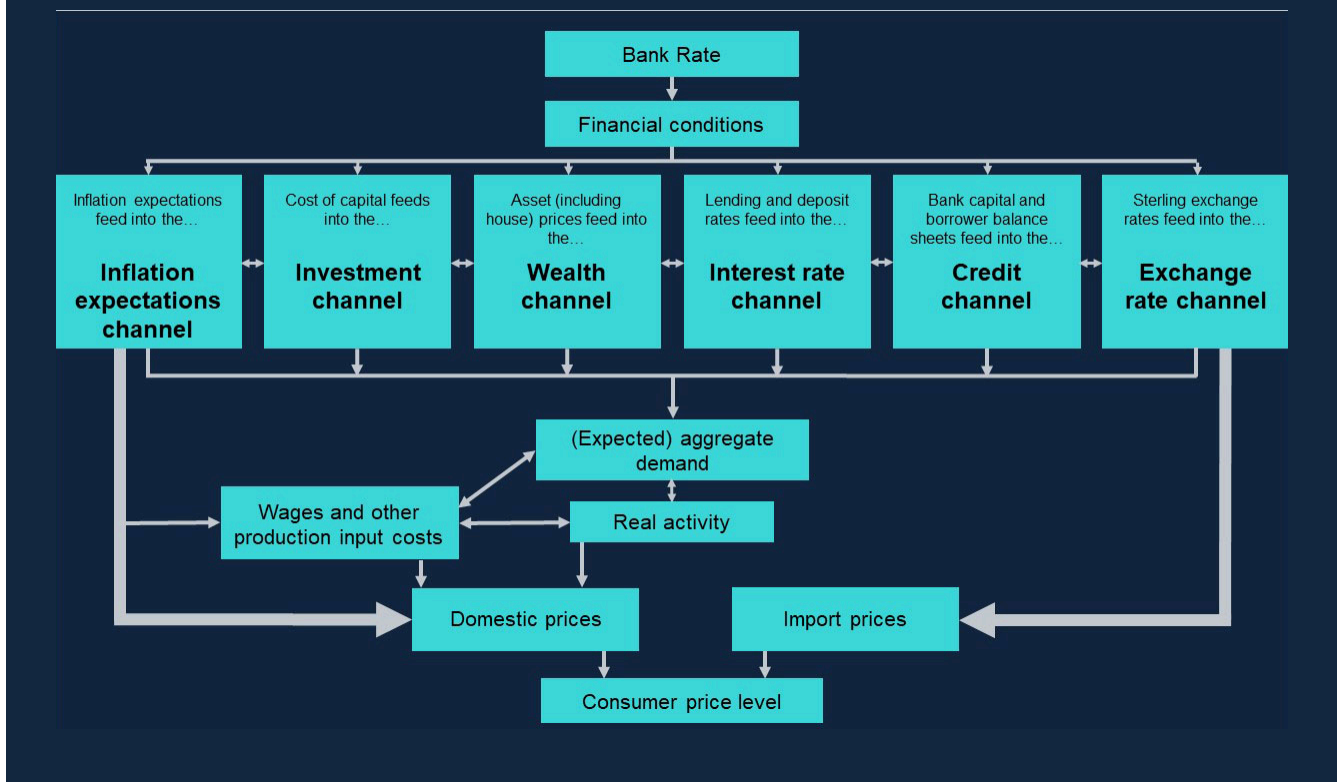 Bank Rate
Financial conditions
Inflation expectations
feed into the…
Inflation
expectations
channel
Cost of capital feeds
into the…
Investment
channel
Asset (including
house) prices feed into
the…
Wealth
channel
Lending and deposit
rates feed into the…
Interest rate
channel
Bank capital and
borrower balance
sheets feed into the…
Credit
channel
Sterling exchange
rates feed into the…
Exchange
rate channel
(Expected) aggregate
demand
Wages and other
production input costs
Real activity
Domestic prices
Import prices
Consumer price level